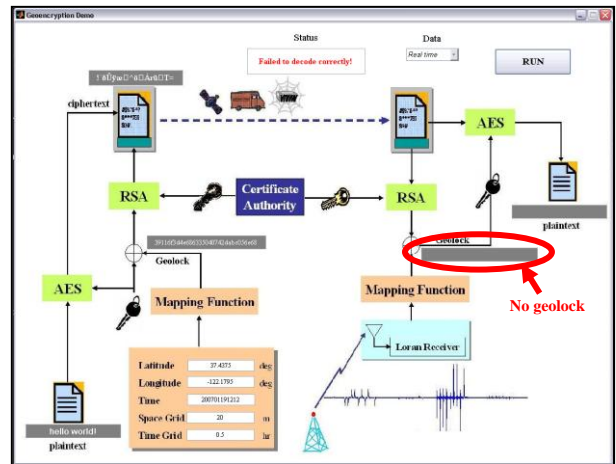 Geoencryption Demo
Status
Data
Failed to decode correctly!
Real time
RUN
ciphertext
AES
plaintext
RSA
Certificate
Authority
RSA
Geolock
Geolock
No geolock
AES
Mapping Function
Mapping Function
Loran Receiver
Latitude 37.4373 deg
Longitude -122.1795 deg
Time 200701191212
Space Grid 20 m
Time Grid 0.5 hr
hello world!
plaintext